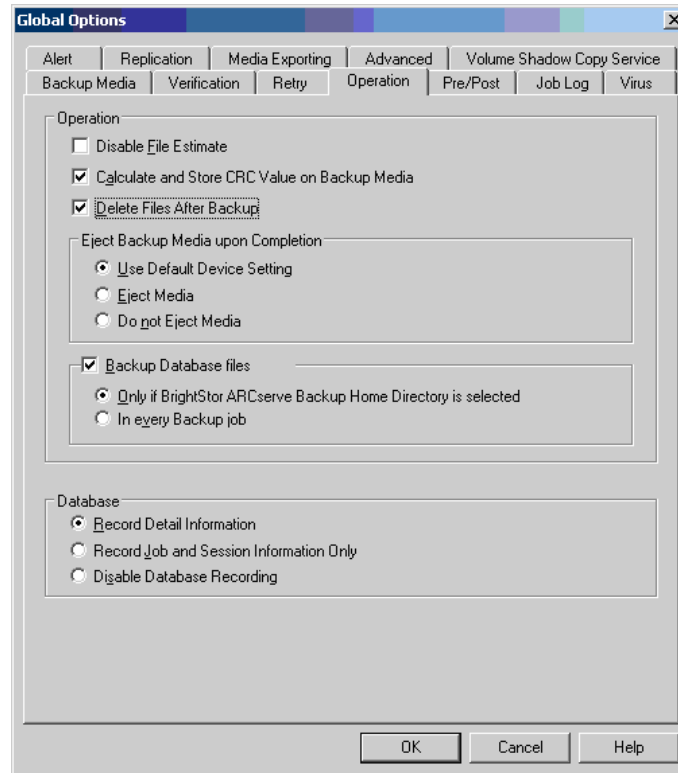 Global Options
Alert Replication Media Exporting Advanced Volume Shadow Copy Service
Backup Media Verification Retry Operation Pre/Post Job Log Virus
Operation
Disable File Estimate
Calculate and Store CRC Value on Backup Media
Delete Files After Backup
Eject Backup Media upon Completion
Use Default Device Setting
Eject Media
Do not Eject Media
Backup Database files
Only if BrightStor ARCserve Backup Home Directory is selected
In every Backup job
Database
Record Detail Information
Record Job and Session Information Only
Disable Database Recording
OK Cancel Help